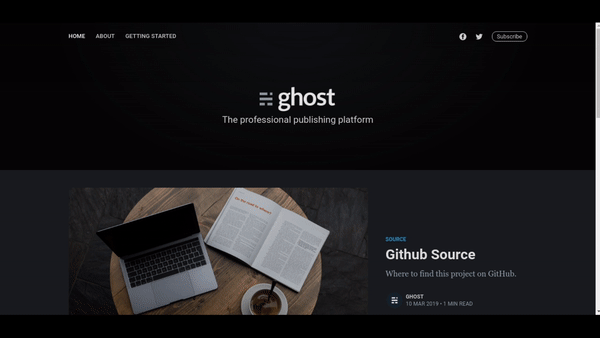 HOME
ABOUT
GETTING STARTED
Subscribe
ghost
The professional publishing platform
SOURCE
Github Source
Where to find this project on GitHub.
GHOST
10 MAR 2019 • 1 MIN READ